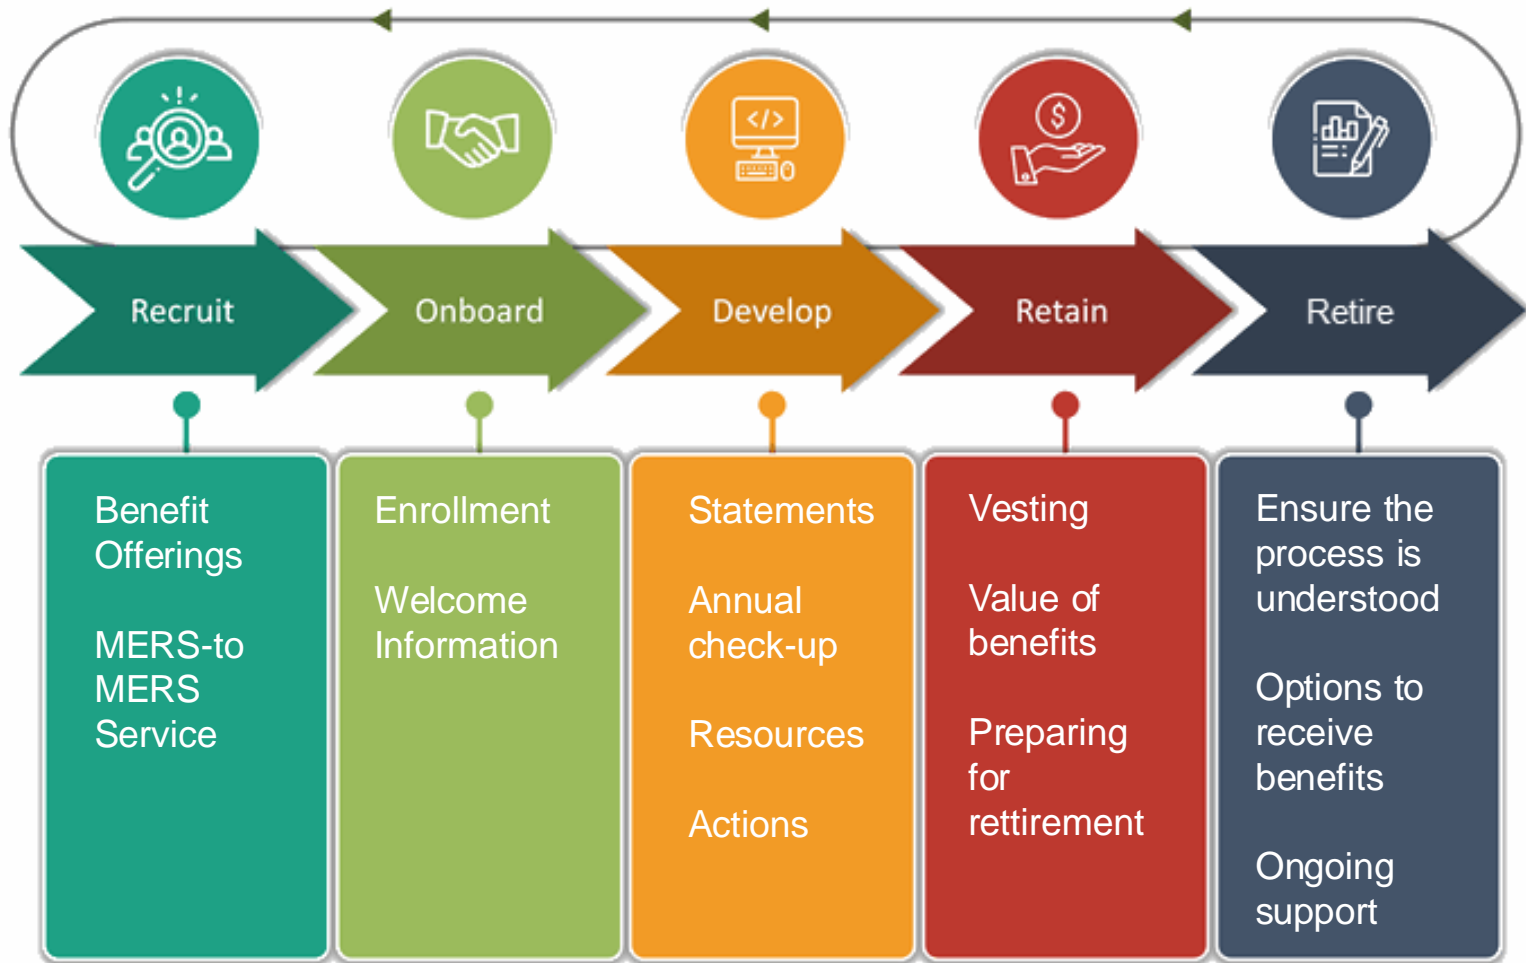 Recruit
Onboard
Develop
Retain
Retire
Benefit
Offerings
MERS-to
MERS
Service
Enrollment
Welcome
Information
Statements
Annual
check-up
Resources
Actions
Vesting
Value of
benefits
Preparing
for
rettirement
Ensure the
process is
understood
Options to
receive
benefits
Ongoing
support